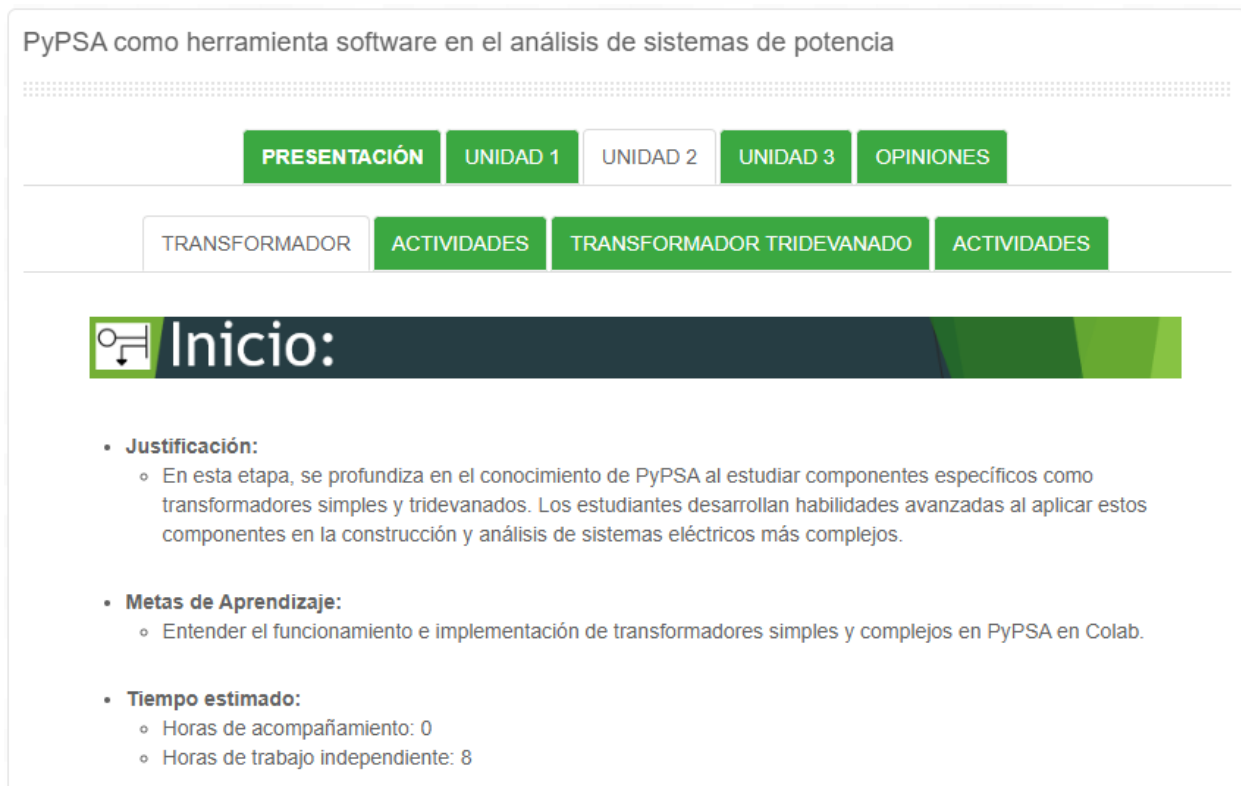 PyPSA como herramienta software en el análisis de sistemas de potencia
PRESENTACIÓN
UNIDAD 1
UNIDAD 2
UNIDAD 3
OPINIONES
TRANSFORMADOR
ACTIVIDADES
TRANSFORMADOR TRIDEVANADO
ACTIVIDADES
Inicio:
• Justificación:
◦ En esta etapa, se profundiza en el conocimiento de PyPSA al estudiar componentes específicos como
transformadores simples y tridevanados. Los estudiantes desarrollan habilidades avanzadas al aplicar estos
componentes en la construcción y análisis de sistemas eléctricos más complejos.
• Metas de Aprendizaje:
◦ Entender el funcionamiento e implementación de transformadores simples y complejos en PyPSA en Colab.
• Tiempo estimado:
◦ Horas de acompañamiento: 0
◦ Horas de trabajo independiente: 8